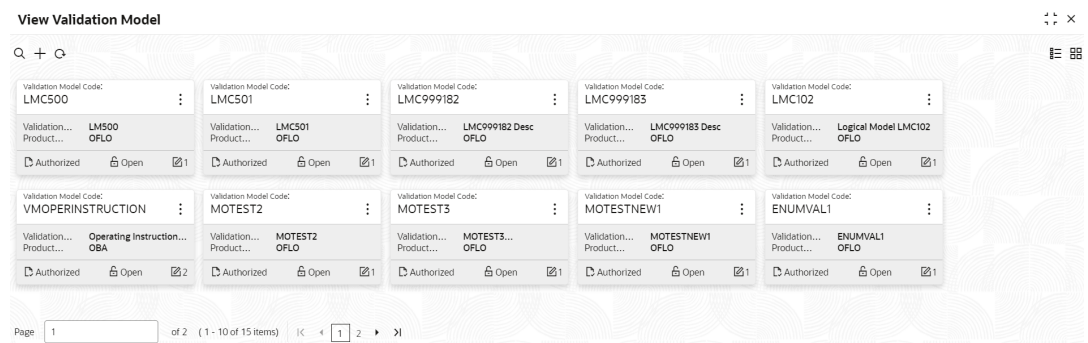 View Validation Model
Validation Model Code:
LMC500
Validation... LM500
Product... OFLO
Authorized Open 1
Validation Model Code:
LMC501
Validation... LMC501
Product... OFLO
Authorized Open 1
Validation Model Code:
LMC999182
Validation... LMC999182 Desc
Product... OFLO
Authorized Open 1
Validation Model Code:
LMC999183
Validation... LMC999183 Desc
Product... OFLO
Authorized Open 1
Validation Model Code:
LMC102
Validation... Logical Model LMC102
Product... OFLO
Authorized Open 1
Validation Model Code:
VMOPERINSTRUCTION
Validation... Operating Instruction...
Product... OBA
Authorized Open 2
Validation Model Code:
MOTEST2
Validation... MOTEST2
Product... OFLO
Authorized Open 1
Validation Model Code:
MOTEST3
Validation... MOTEST3...
Product... OFLO
Authorized Open 1
Validation Model Code:
MOTESTNEW1
Validation... MOTESTNEW1
Product... OFLO
Authorized Open 1
Validation Model Code:
ENUMVAL1
Validation... ENUMVAL1
Product... OFLO
Authorized Open 1
Page 1 of 2 (1 - 10 of 15 items) 1 2